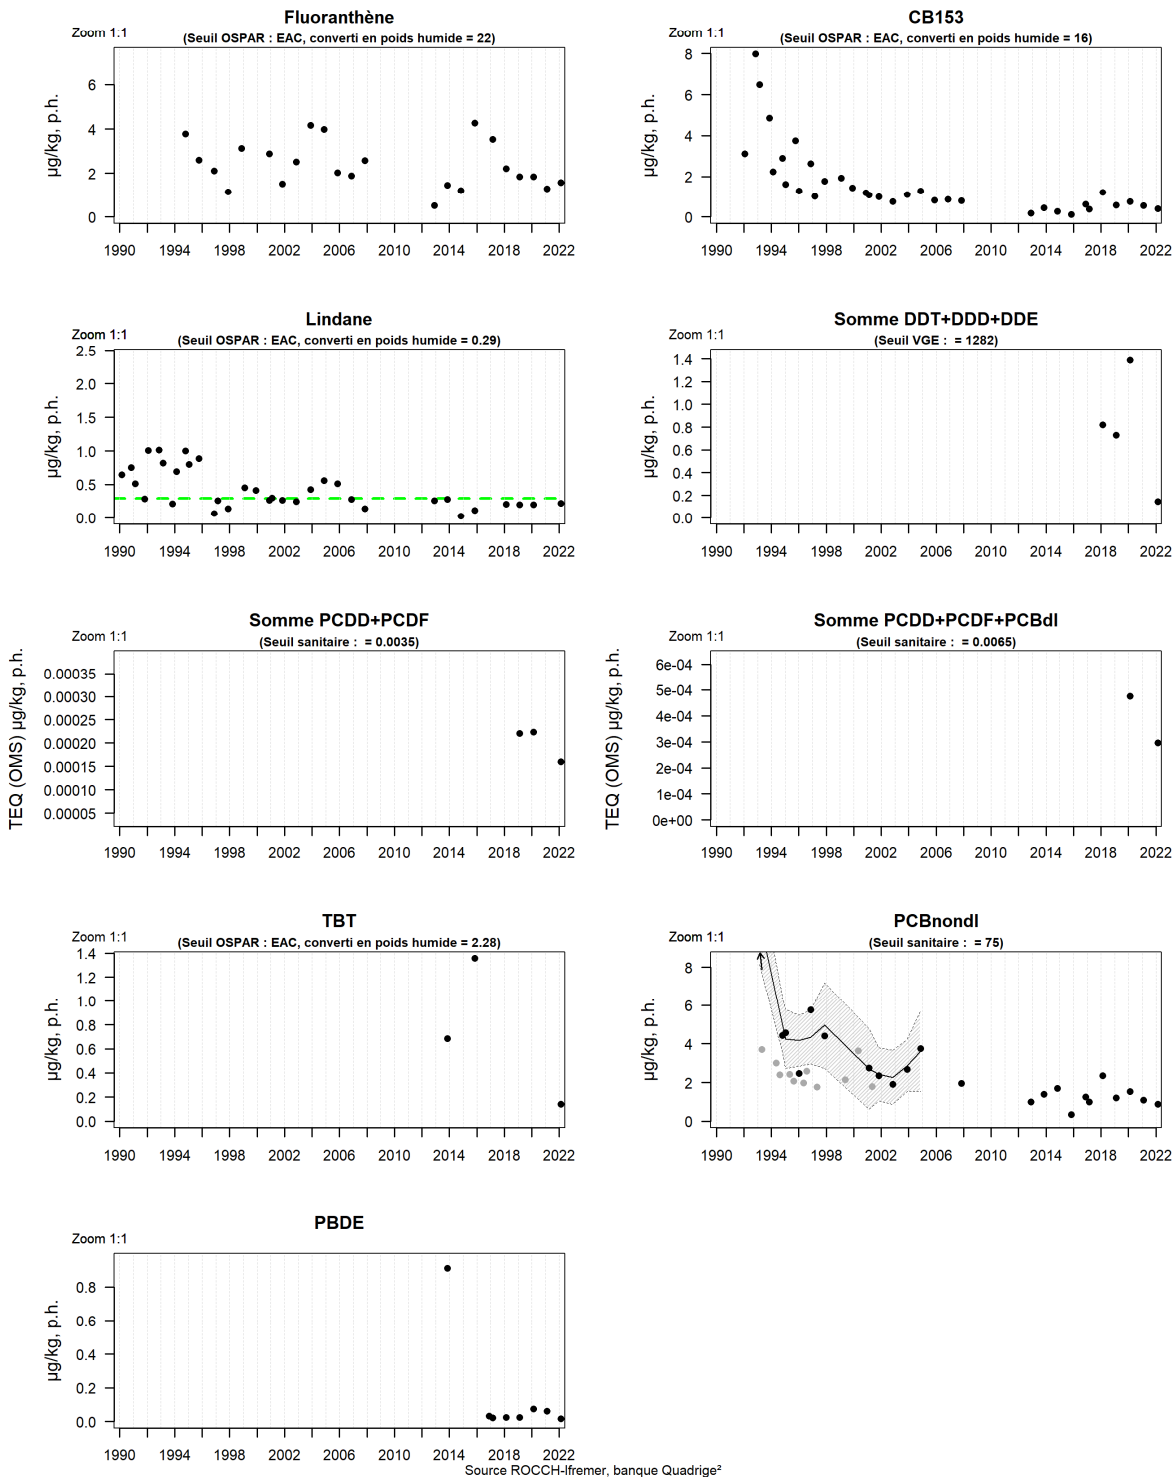 Fluoranthène
Zoom 1:1
(Seuil OSPAR : EAC, converti en poids humide = 22)
µg/kg, p.h.
6
4
2
0
1990 1994 1998 2002 2006 2010 2014 2018 2022
CB153
Zoom 1:1
(Seuil OSPAR : EAC, converti en poids humide = 16)
µg/kg, p.h.
8
6
4
2
0
1990 1994 1998 2002 2006 2010 2014 2018 2022
Lindane
Zoom 1:1
(Seuil OSPAR : EAC, converti en poids humide = 0.29)
µg/kg, p.h.
2.5
2.0
1.5
1.0
0.5
0.0
1990 1994 1998 2002 2006 2010 2014 2018 2022
Somme DDT+DDD+DDE
Zoom 1:1
(Seuil VGE : = 1282)
µg/kg, p.h.
1.4
1.2
1.0
0.8
0.6
0.4
0.2
0.0
1990 1994 1998 2002 2006 2010 2014 2018 2022
Somme PCDD+PCDF
Zoom 1:1
(Seuil sanitaire : = 0.0035)
TEQ (OMS) µg/kg, p.h.
0.00035
0.00030
0.00025
0.00020
0.00015
0.00010
0.00005
1990 1994 1998 2002 2006 2010 2014 2018 2022
Somme PCDD+PCDF+PCBdl
Zoom 1:1
(Seuil sanitaire : = 0.0065)
TEQ (OMS) µg/kg, p.h.
6e-04
5e-04
4e-04
3e-04
2e-04
1e-04
0e+00
1990 1994 1998 2002 2006 2010 2014 2018 2022
TBT
Zoom 1:1
(Seuil OSPAR : EAC, converti en poids humide = 2.28)
µg/kg, p.h.
1.4
1.2
1.0
0.8
0.6
0.4
0.2
0.0
1990 1994 1998 2002 2006 2010 2014 2018 2022
PCBnondl
Zoom 1:1
(Seuil sanitaire : = 75)
µg/kg, p.h.
8
6
4
2
0
1990 1994 1998 2002 2006 2010 2014 2018 2022
PBDE
Zoom 1:1
µg/kg, p.h.
0.8
0.6
0.4
0.2
0.0
1990 1994 1998 2002 2006 2010 2014 2018 2022
Source ROCCH-Ifremer, banque Quadrige²